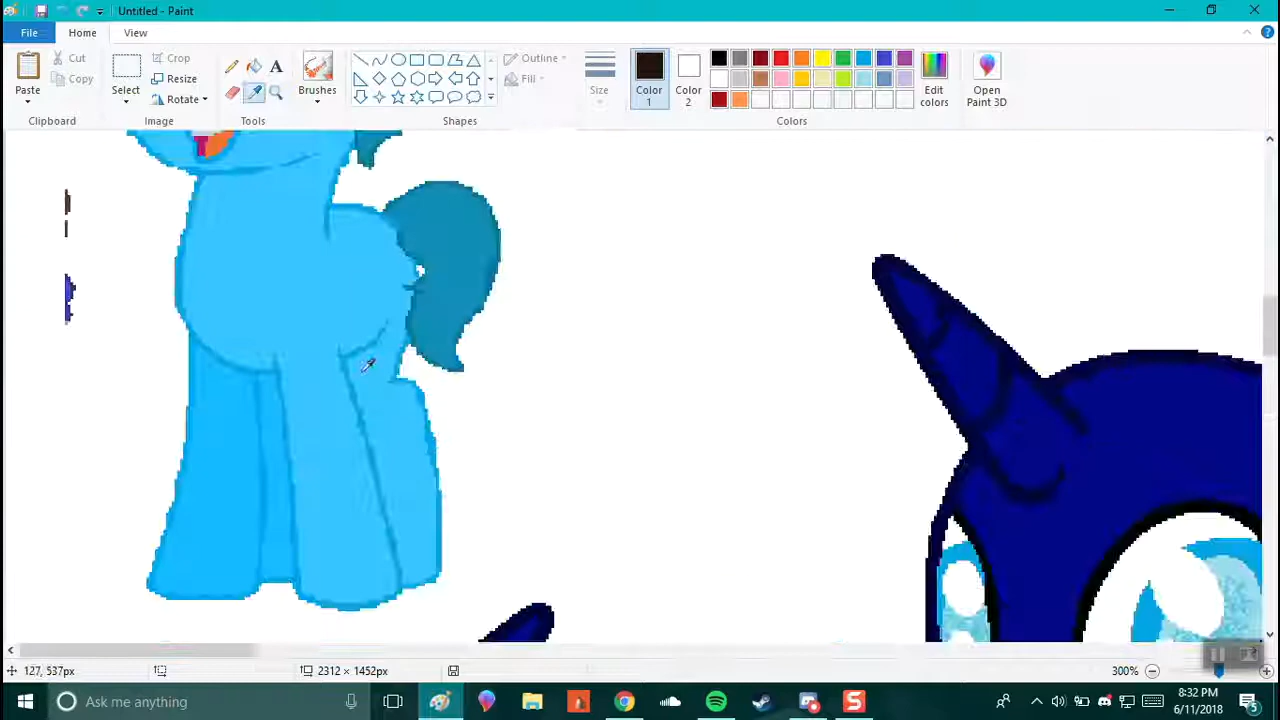 Untitled - Paint
File Home View
Paste
Cut
Copy
Clipboard
Select
Crop
Resize
Rotate
Image
A
Tools
Brushes
Outline
Fill
Shapes
Size
Color 1
Color 2
Edit colors
Colors
Open Paint 3D
127, 537px
2312 × 1452px
300%
Ask me anything
8:32 PM
6/11/2018
5